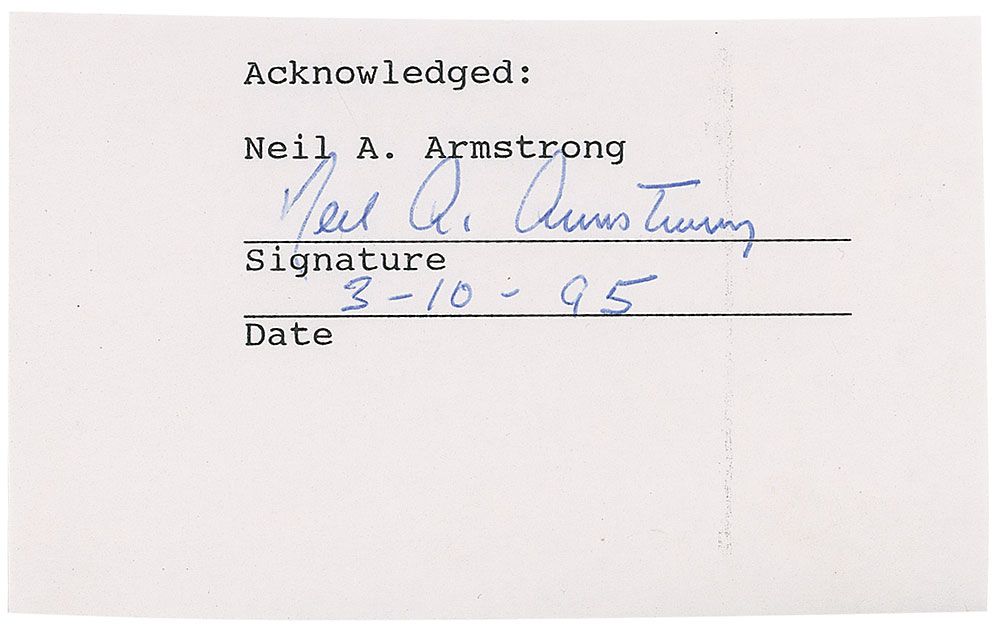 Acknowledged:
Neil A. Armstrong
Neil A. Armstrong
Signature
3-10-95
Date